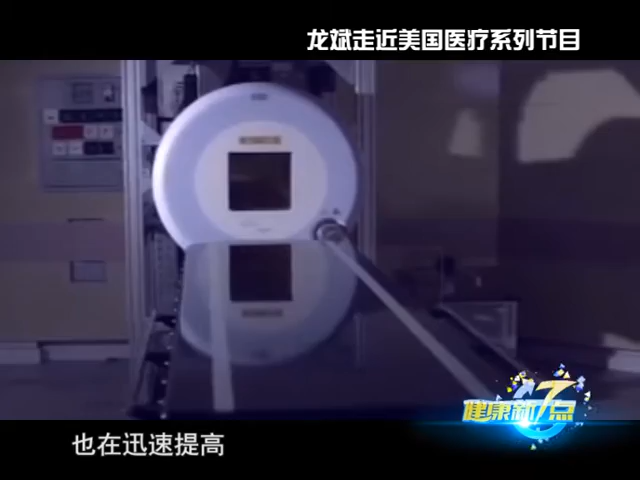 龙斌走近美国医疗系列节目
健康新7点
也在迅速提高